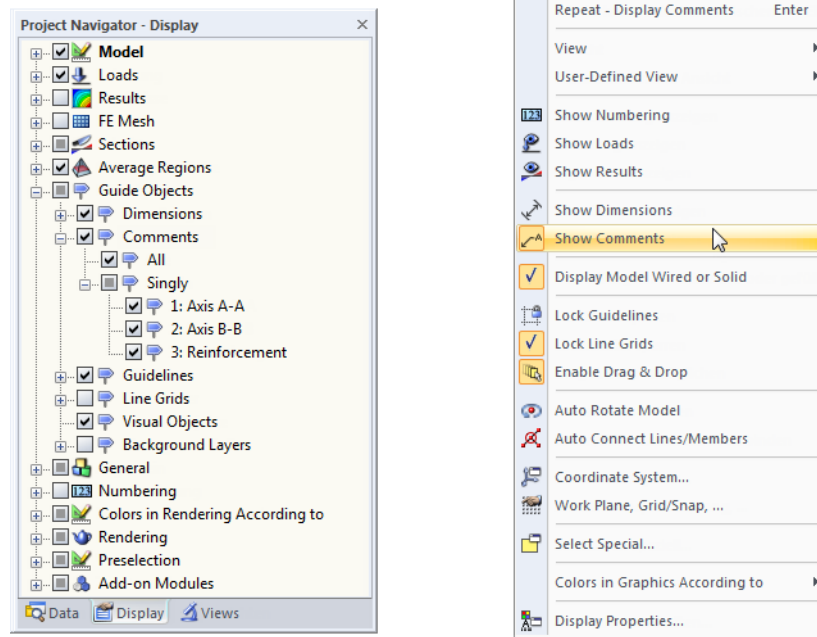 Project Navigator - Display
Model
Loads
Results
FE Mesh
Sections
Average Regions
Guide Objects
Dimensions
Comments
All
Singly
1: Axis A-A
2: Axis B-B
3: Reinforcement
Guidelines
Line Grids
Visual Objects
Background Layers
General
123 Numbering
Colors in Rendering According to
Rendering
Preselection
Add-on Modules
Data Display Views
Repeat - Display Comments Enter
View
User-Defined View
123 Show Numbering
Show Loads
Show Results
Show Dimensions
A Show Comments
Display Model Wired or Solid
Lock Guidelines
Lock Line Grids
Enable Drag & Drop
Auto Rotate Model
Auto Connect Lines/Members
Coordinate System...
Work Plane, Grid/Snap, ...
Select Special...
Colors in Graphics According to
A Display Properties...